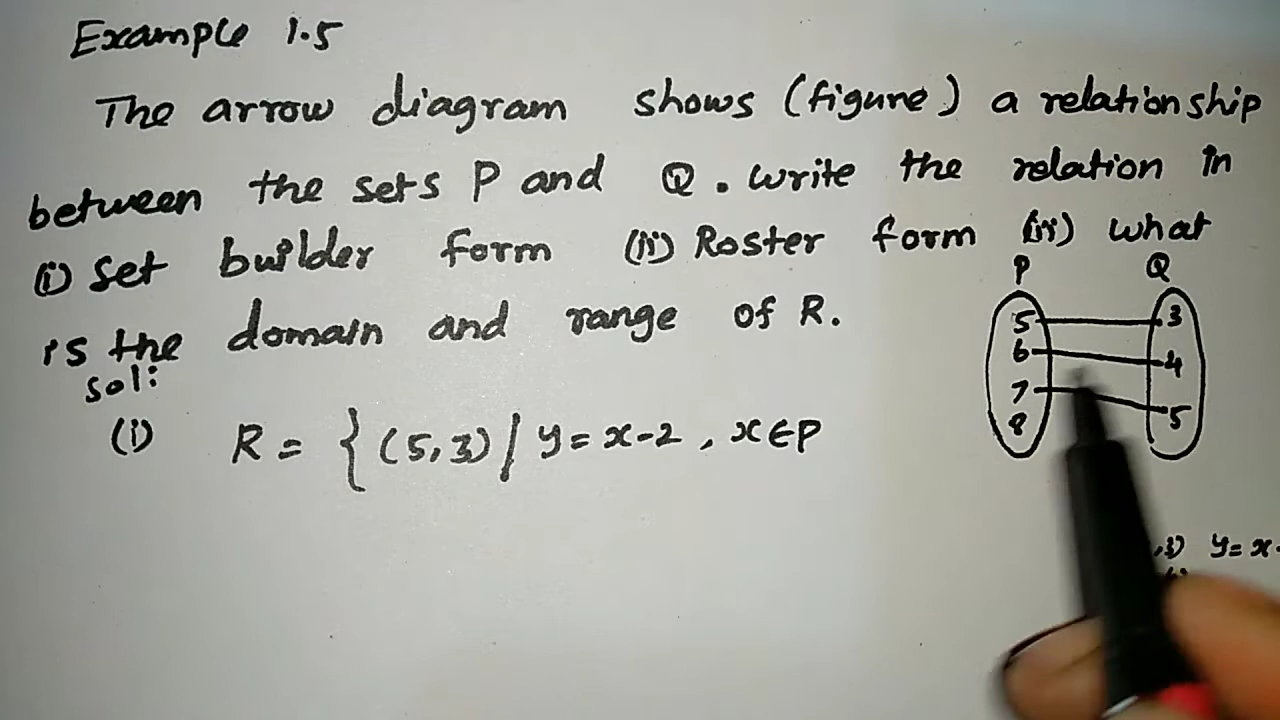 Example 1.5
The arrow diagram shows (figure) a relationship
between the sets P and Q. write the relation in
(i) Set builder form (ii) Roster form (iii) what
is the domain and range of R.
P Q
5 3
6 4
7 5
8
sol:
(i) R = { (5,3) / y = x-2 , x ∈ P
,3) y = x-